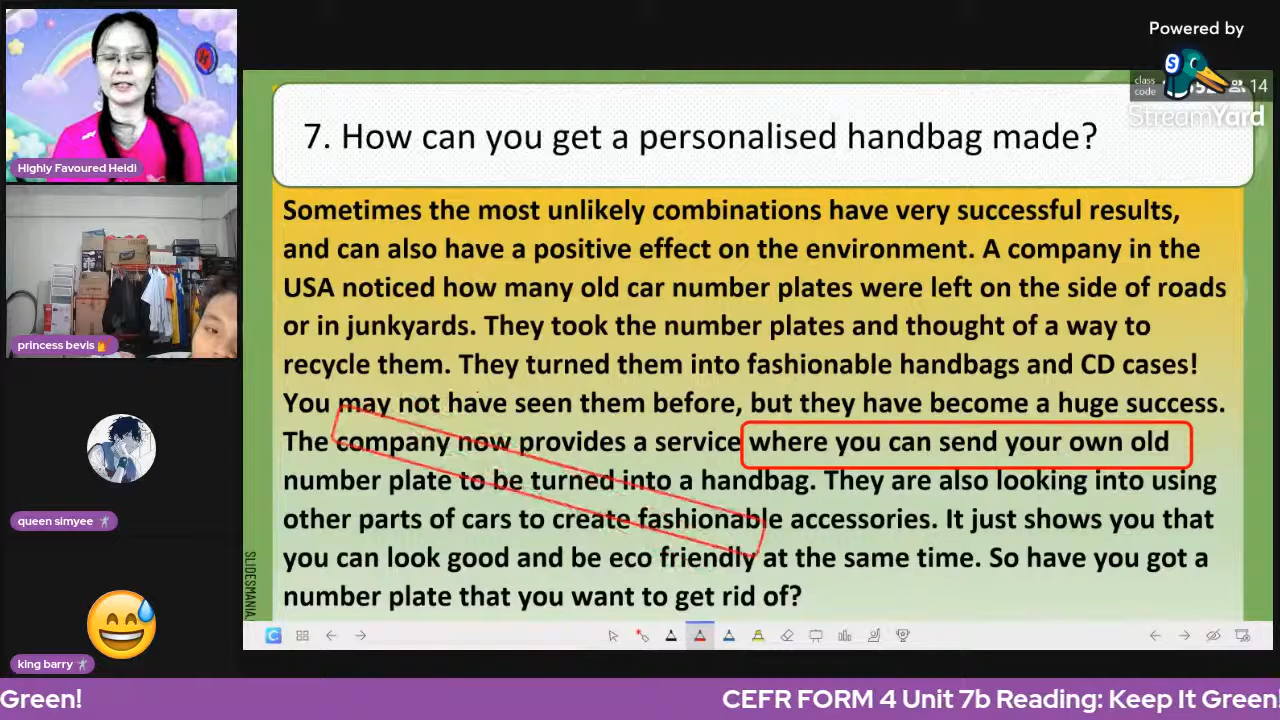 Powered by
StreamYard
class
code
14
Highly Favoured Heidi
princess bevis
queen simyee
king barry
7. How can you get a personalised handbag made?
Sometimes the most unlikely combinations have very successful results,
and can also have a positive effect on the environment. A company in the
USA noticed how many old car number plates were left on the side of roads
or in junkyards. They took the number plates and thought of a way to
recycle them. They turned them into fashionable handbags and CD cases!
You may not have seen them before, but they have become a huge success.
The company now provides a service where you can send your own old
number plate to be turned into a handbag. They are also looking into using
other parts of cars to create fashionable accessories. It just shows you that
you can look good and be eco friendly at the same time. So have you got a
number plate that you want to get rid of?
SLIDESMANIA
Green!
CEFR FORM 4 Unit 7b Reading: Keep It Green!